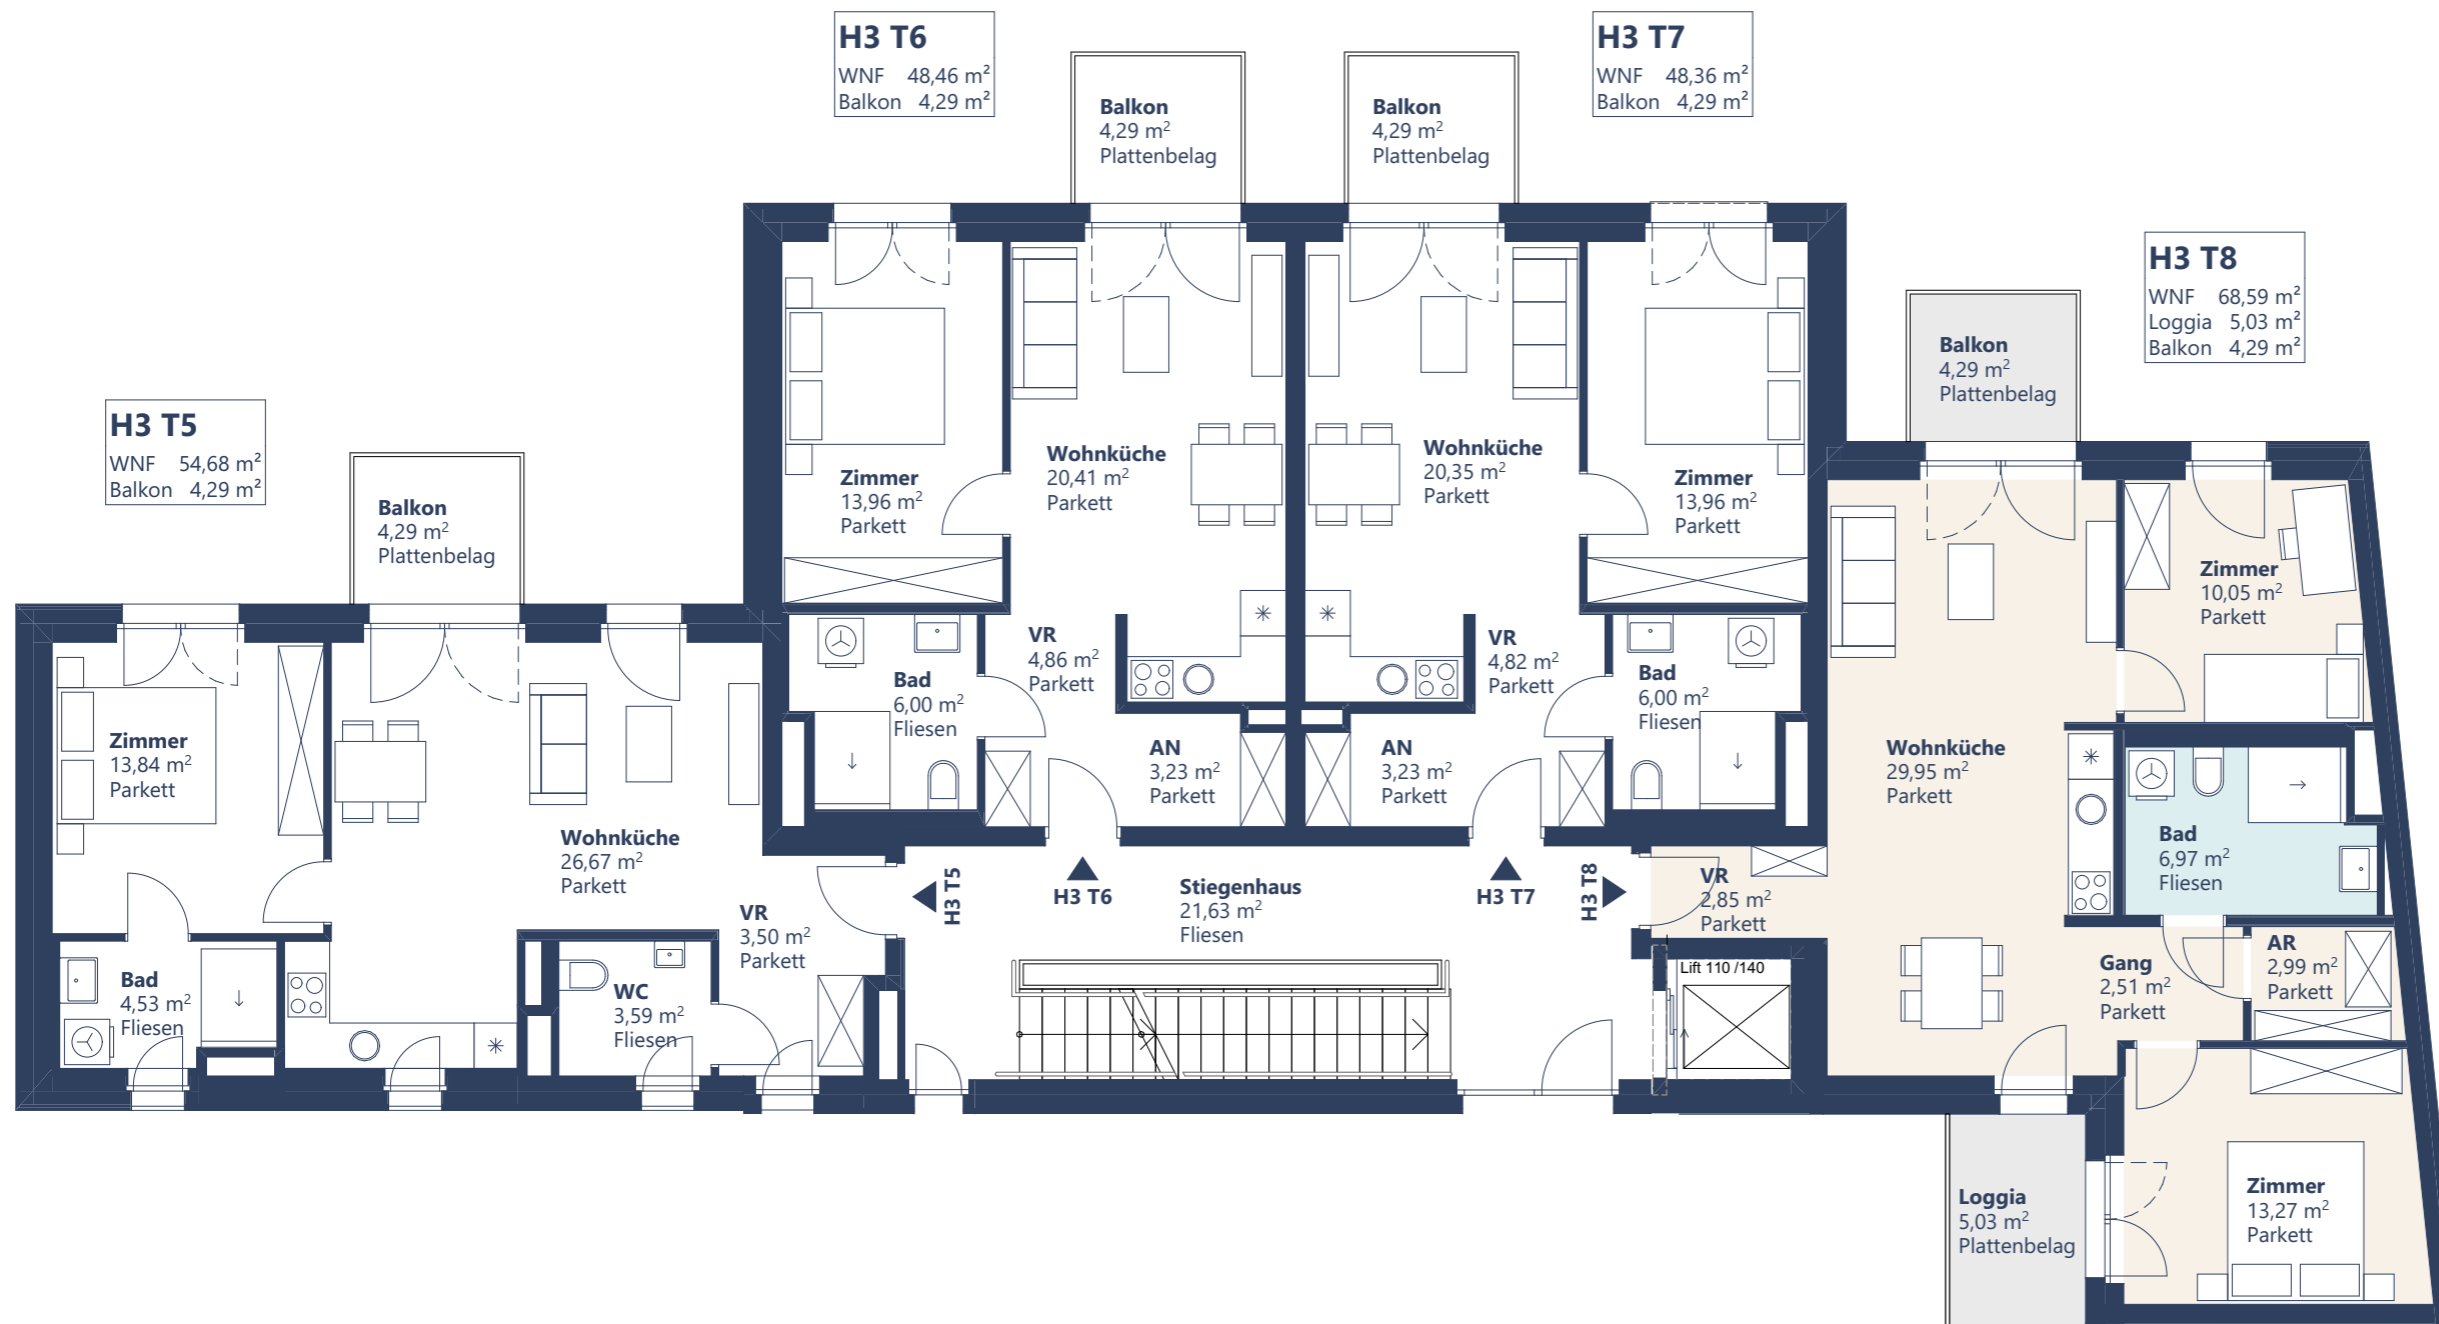 H3 T6
WNF 48,46 m²
Balkon 4,29 m²
H3 T7
WNF 48,36 m²
Balkon 4,29 m²
Balkon
4,29 m²
Plattenbelag
Balkon
4,29 m²
Plattenbelag
H3 T8
WNF 68,59 m²
Loggia 5,03 m²
Balkon 4,29 m²
Balkon
4,29 m²
Plattenbelag
H3 T5
WNF 54,68 m²
Balkon 4,29 m²
Balkon
4,29 m²
Plattenbelag
Zimmer
13,96 m²
Parkett
Wohnküche
20,41 m²
Parkett
Wohnküche
20,35 m²
Parkett
Zimmer
13,96 m²
Parkett
Zimmer
10,05 m²
Parkett
VR
4,86 m²
Parkett
Bad
6,00 m²
Fliesen
VR
4,82 m²
Parkett
Bad
6,00 m²
Fliesen
Zimmer
13,84 m²
Parkett
AN
3,23 m²
Parkett
AN
3,23 m²
Parkett
Wohnküche
29,95 m²
Parkett
Wohnküche
26,67 m²
Parkett
Bad
6,97 m²
Fliesen
H3 T5
H3 T6
Stiegenhaus
21,63 m²
Fliesen
H3 T7
H3 T8
VR
2,85 m²
Parkett
VR
3,50 m²
Parkett
Bad
4,53 m²
Fliesen
WC
3,59 m²
Fliesen
Lift 110 /140
Gang
2,51 m²
Parkett
AR
2,99 m²
Parkett
Loggia
5,03 m²
Plattenbelag
Zimmer
13,27 m²
Parkett